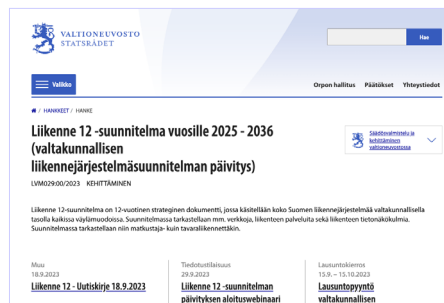 VALTIONEUVOSTO
STATSRÅDET
Hae
Valikko
Orpon hallitus Päätökset Yhteystiedot
/ HANKKEET / HANKE
Liikenne 12 -suunnitelma vuosille 2025 - 2036
(valtakunnallisen
liikennejärjestelmäsuunnitelman päivitys)
LVM029:00/2023 KEHITTÄMINEN
Säädösvalmistelu ja
kehittäminen
valtioneuvostossa
Liikenne 12-suunnitelma on 12-vuotinen strateginen dokumentti, jossa käsitellään koko Suomen liikennejärjestelmää valtakunnallisella
tasolla kaikissa väylämuodoissa. Suunnitelmassa tarkastellaan mm. verkkoja, liikenteen palveluita sekä liikenteen tietonäkökulmia.
Suunnitelmassa tarkastellaan niin matkustaja- kuin tavaraliikennettäkin.
Muu
18.9.2023
Liikenne 12 - Uutiskirje 18.9.2023
Tiedotustilaisuus
29.9.2023
Liikenne 12 -suunnitelman
päivityksen aloituswebinaari
Lausuntokierros
15.9. – 15.10.2023
Lausuntopyyntö
valtakunnallisen